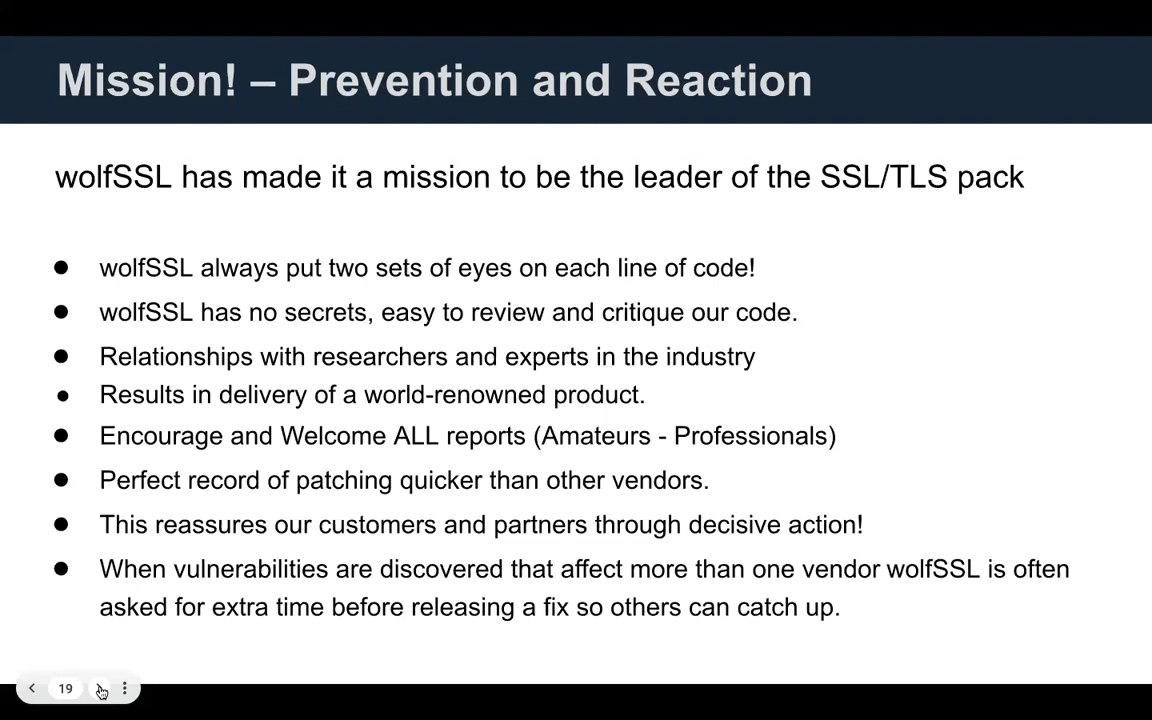 Mission! – Prevention and Reaction
wolfSSL has made it a mission to be the leader of the SSL/TLS pack
● wolfSSL always put two sets of eyes on each line of code!
● wolfSSL has no secrets, easy to review and critique our code.
● Relationships with researchers and experts in the industry
● Results in delivery of a world-renowned product.
● Encourage and Welcome ALL reports (Amateurs - Professionals)
● Perfect record of patching quicker than other vendors.
● This reassures our customers and partners through decisive action!
● When vulnerabilities are discovered that affect more than one vendor wolfSSL is often
asked for extra time before releasing a fix so others can catch up.
19